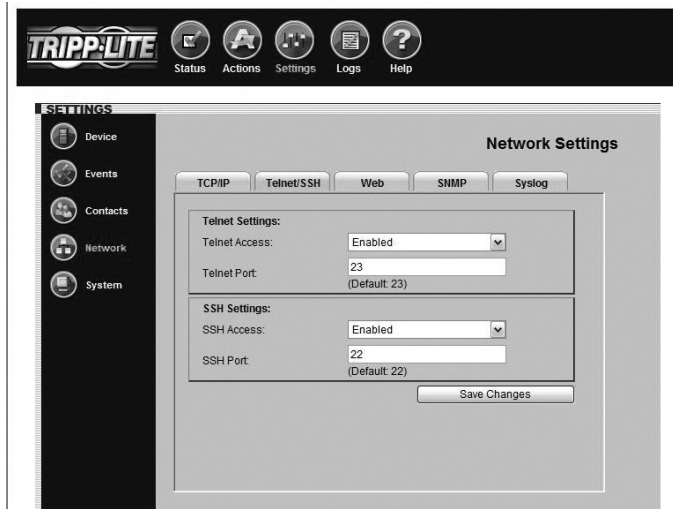 TRIPP·LITE
Status Actions Settings Logs Help
SETTINGS
Device
Events
Contacts
Network
System
Network Settings
TCP/IP Telnet/SSH Web SNMP Syslog
Telnet Settings:
Telnet Access: Enabled
Telnet Port: 23
(Default: 23)
SSH Settings:
SSH Access: Enabled
SSH Port: 22
(Default: 22)
Save Changes